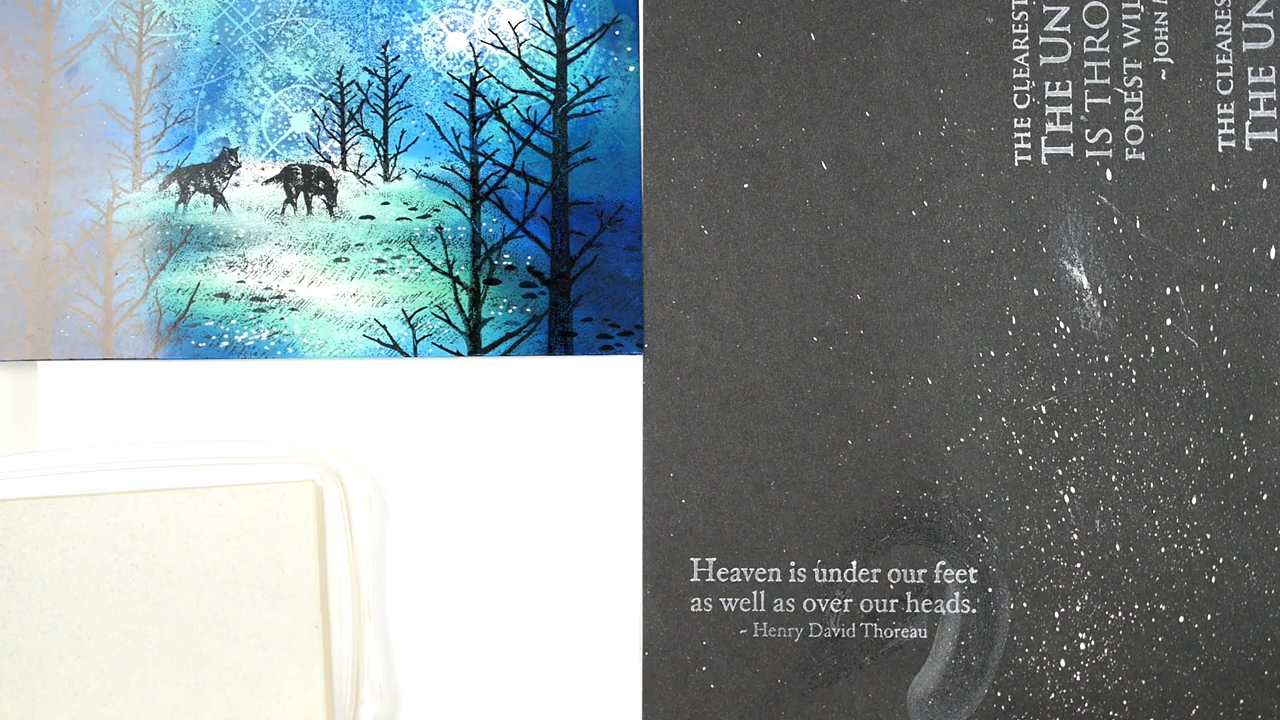 THE CLEAREST
THE UN
IS THRO
FOREST WIL
~ JOHN
THE CLEARES
THE UN
Heaven is under our feet
as well as over our heads.
~ Henry David Thoreau